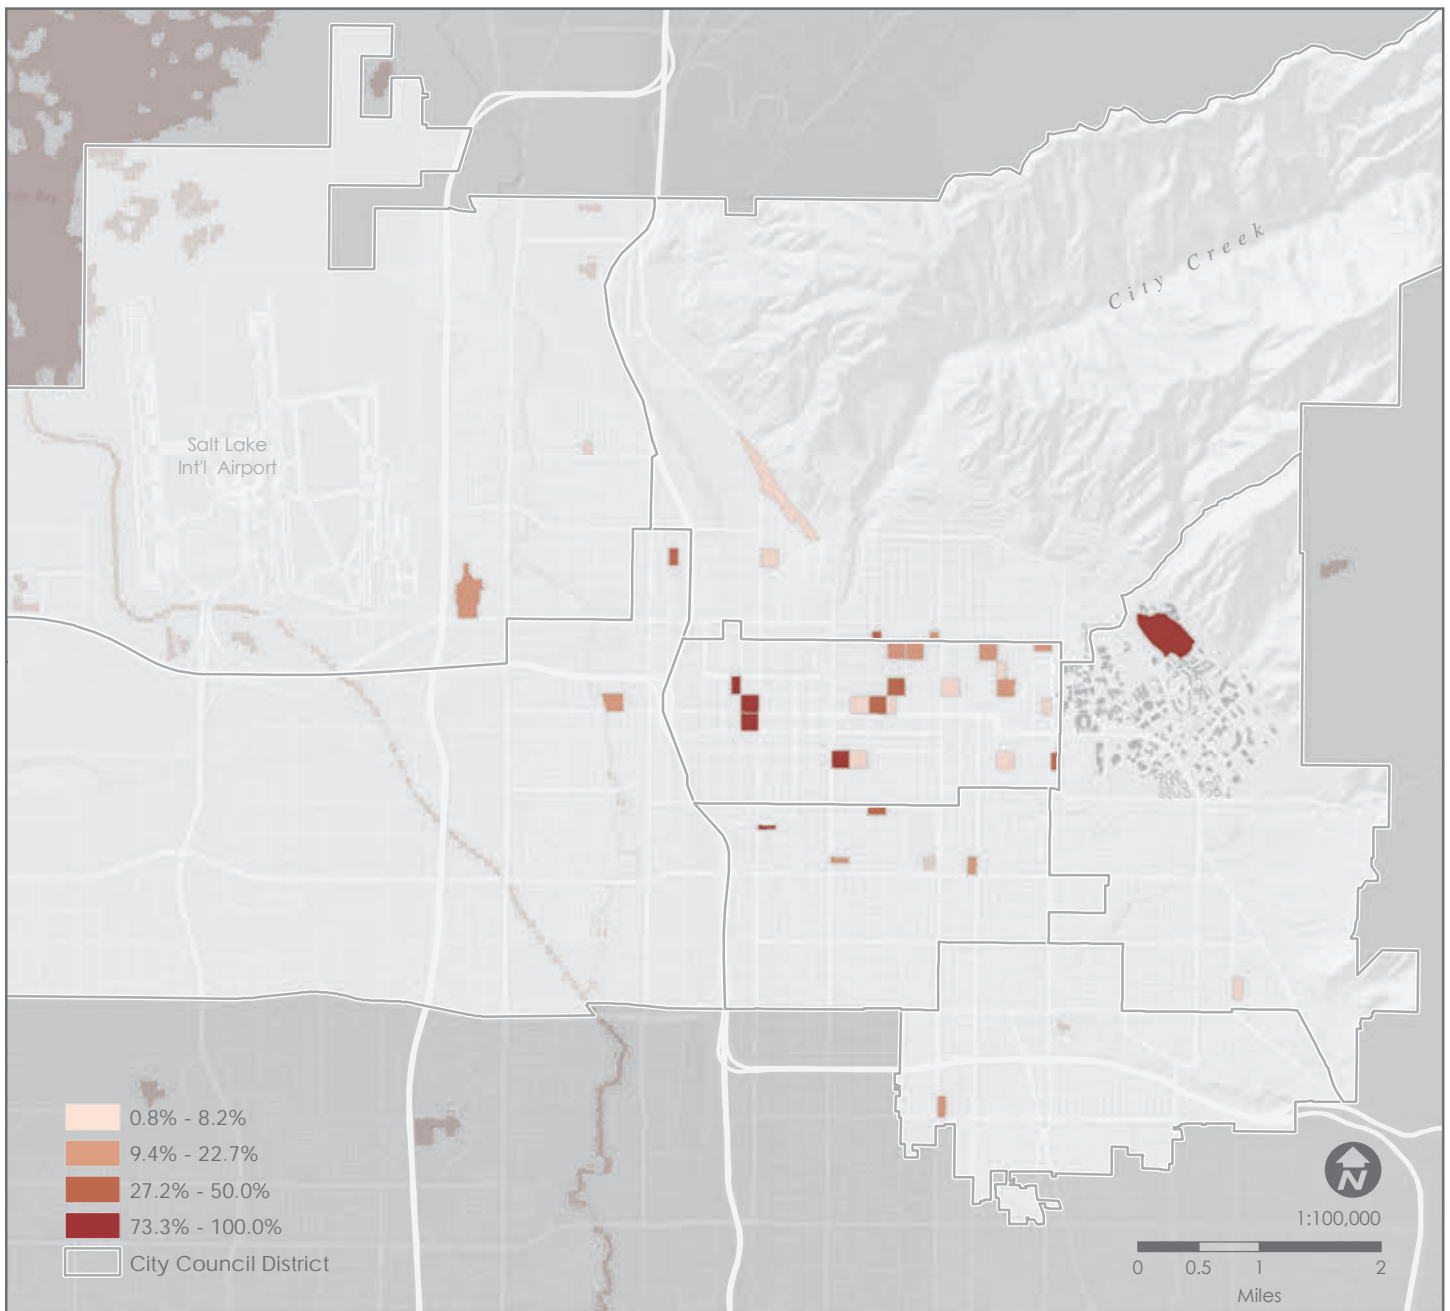 City Creek
Salt Lake
Int'l Airport
0.8% - 8.2%
9.4% - 22.7%
27.2% - 50.0%
73.3% - 100.0%
City Council District
N
1:100,000
0 0.5 1 2
Miles